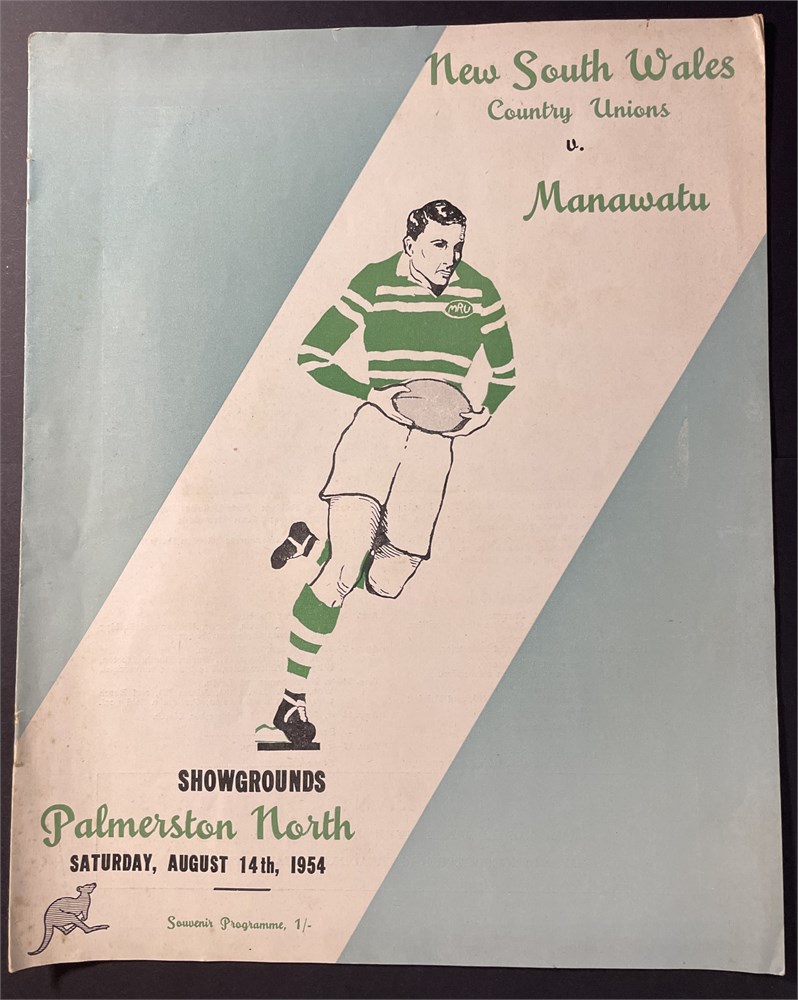 New South Wales
Country Unions
v.
Manawatu
MRU
SHOWGROUNDS
Palmerston North
SATURDAY, AUGUST 14th, 1954
Souvenir Programme, 1/-